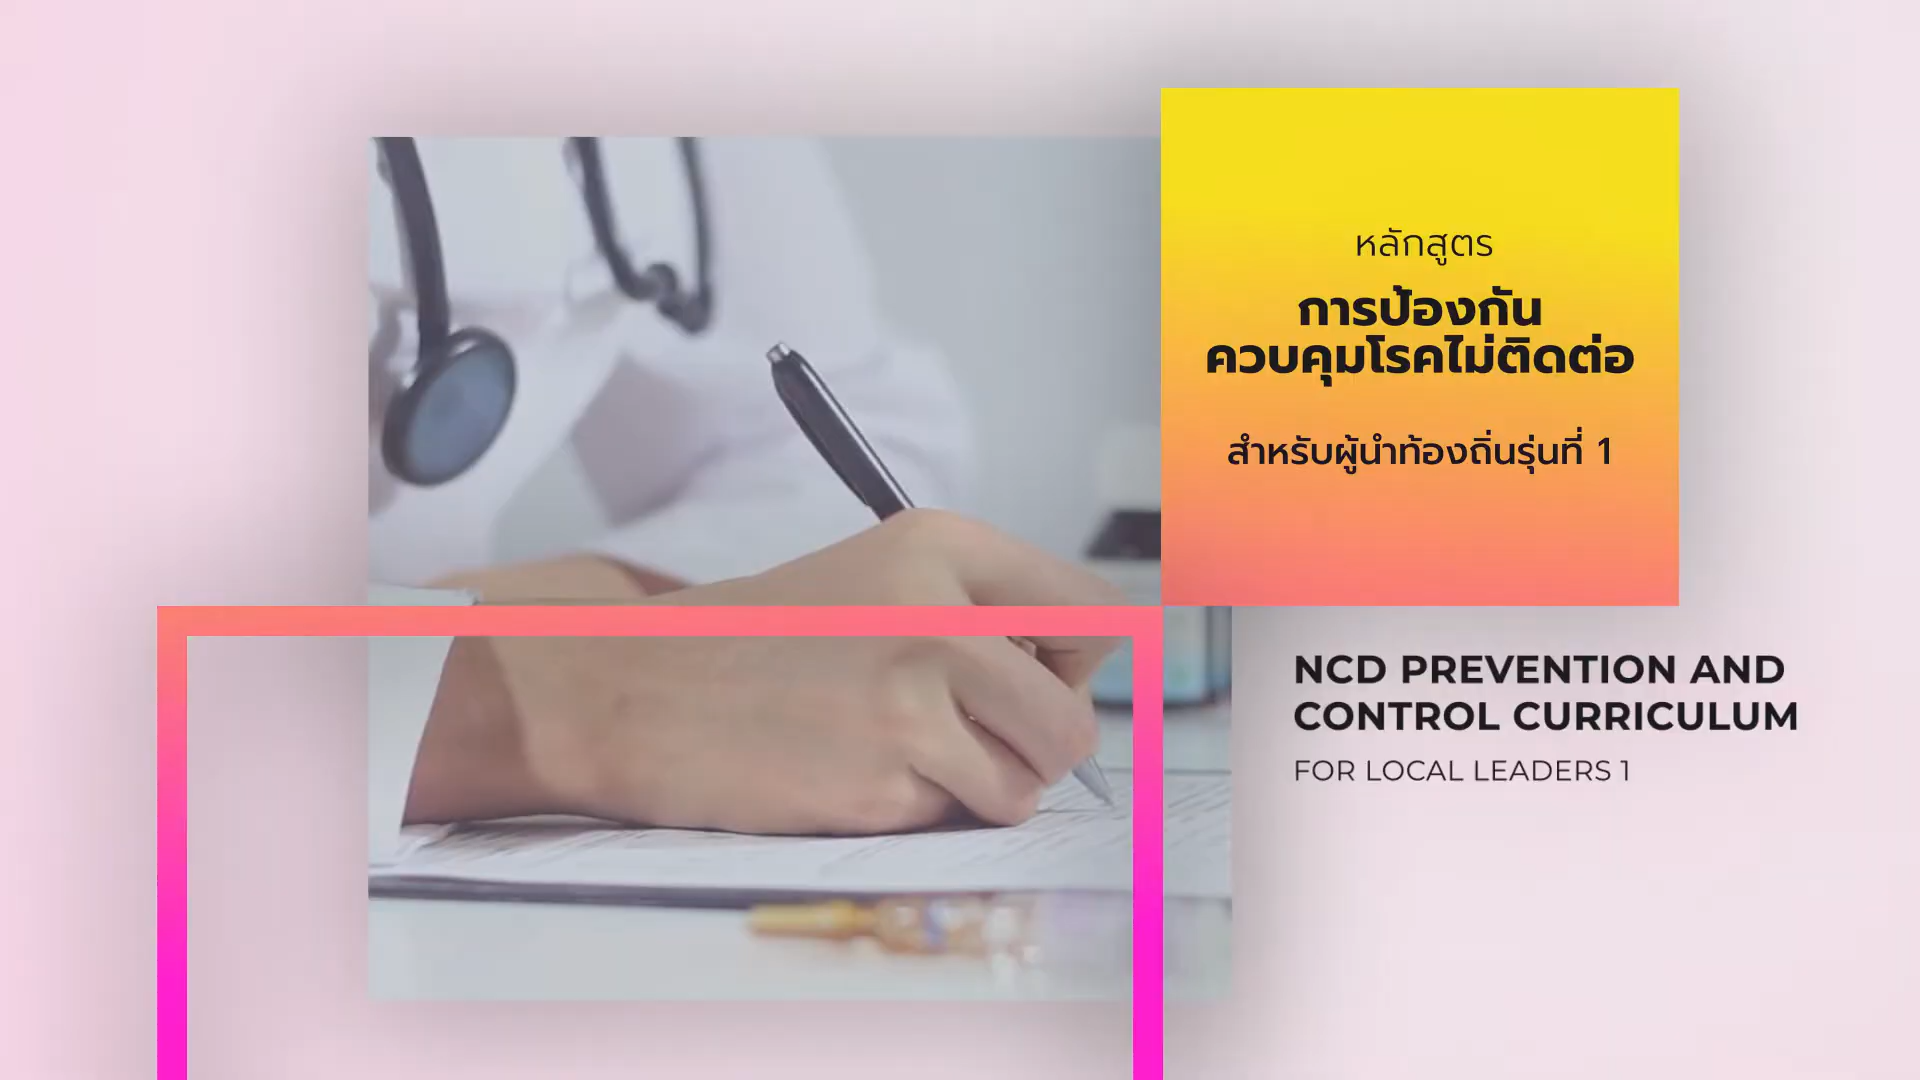 หลักสูตร
การป้องกัน
ควบคุมโรคไม่ติดต่อ
สำหรับผู้นำท้องถิ่นรุ่นที่ 1
NCD PREVENTION AND
CONTROL CURRICULUM
FOR LOCAL LEADERS 1